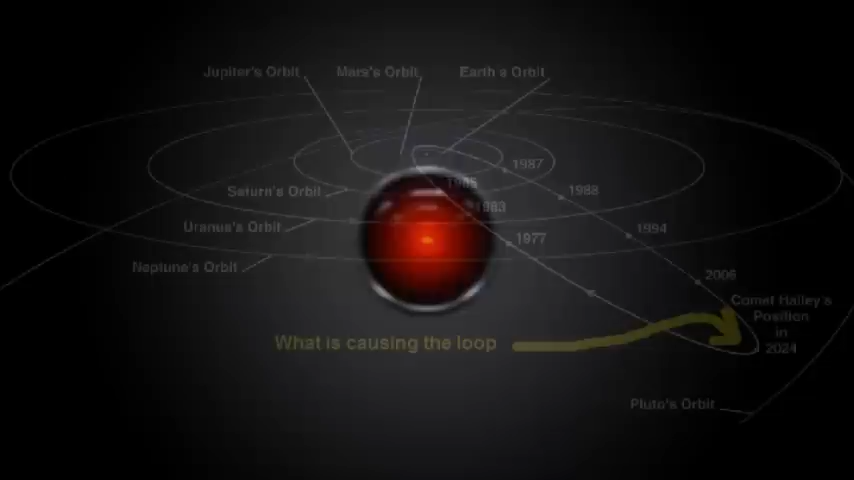 Jupiter's Orbit
Mars's Orbit
Earth's Orbit
1987
1985
1988
Saturn's Orbit
1983
Uranus's Orbit
1977
1994
Neptune's Orbit
2006
Comet Halley's
Position
in
2024
What is causing the loop
Pluto's Orbit